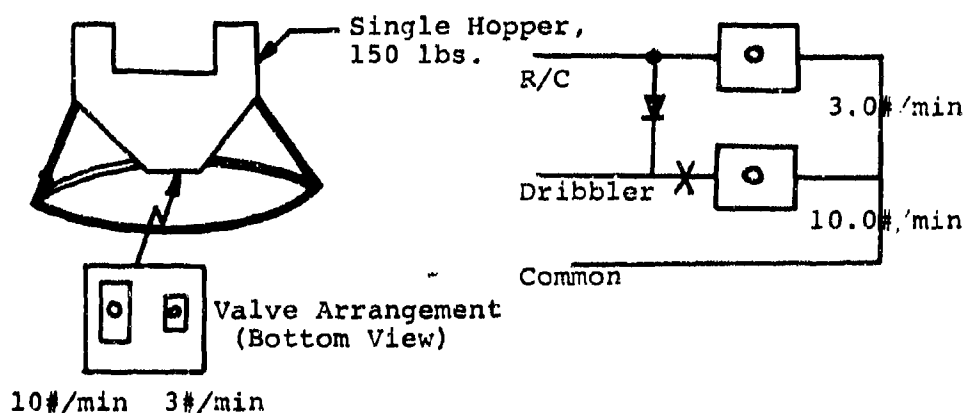 Single Hopper,
150 lbs.
R/C
3.0#/min
Dribbler
10.0#/min
Common
Valve Arrangement
(Bottom View)
10#/min 3#/min